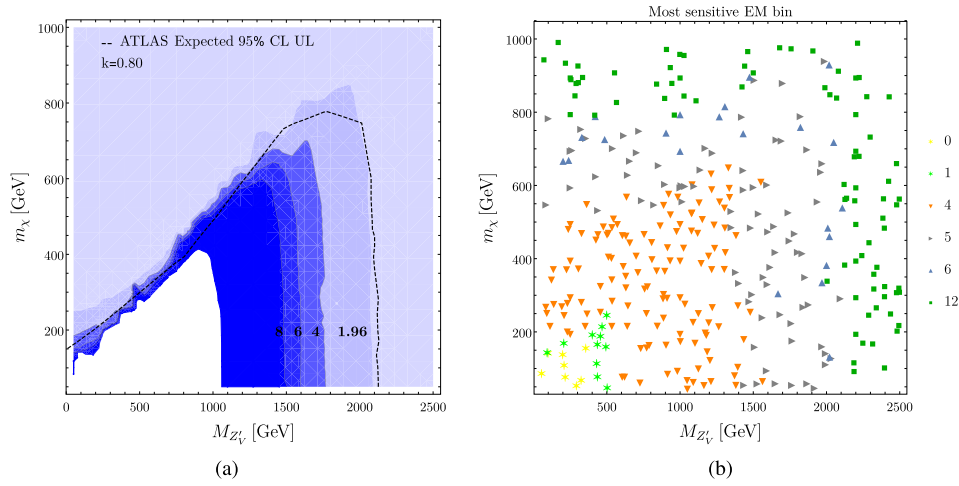 Most sensitive EM bin
-- ATLAS Expected 95% CL UL
k=0.80
1000
800
600
400
200
0
500
1000
1500
2000
2500
8 6 4 1.96
m_χ [GeV]
M_{Z'_V} [GeV]
(a)
1000
800
600
400
200
500
1000
1500
2000
2500
m_χ [GeV]
M_{Z'_V} [GeV]
0
1
4
5
6
12
(b)